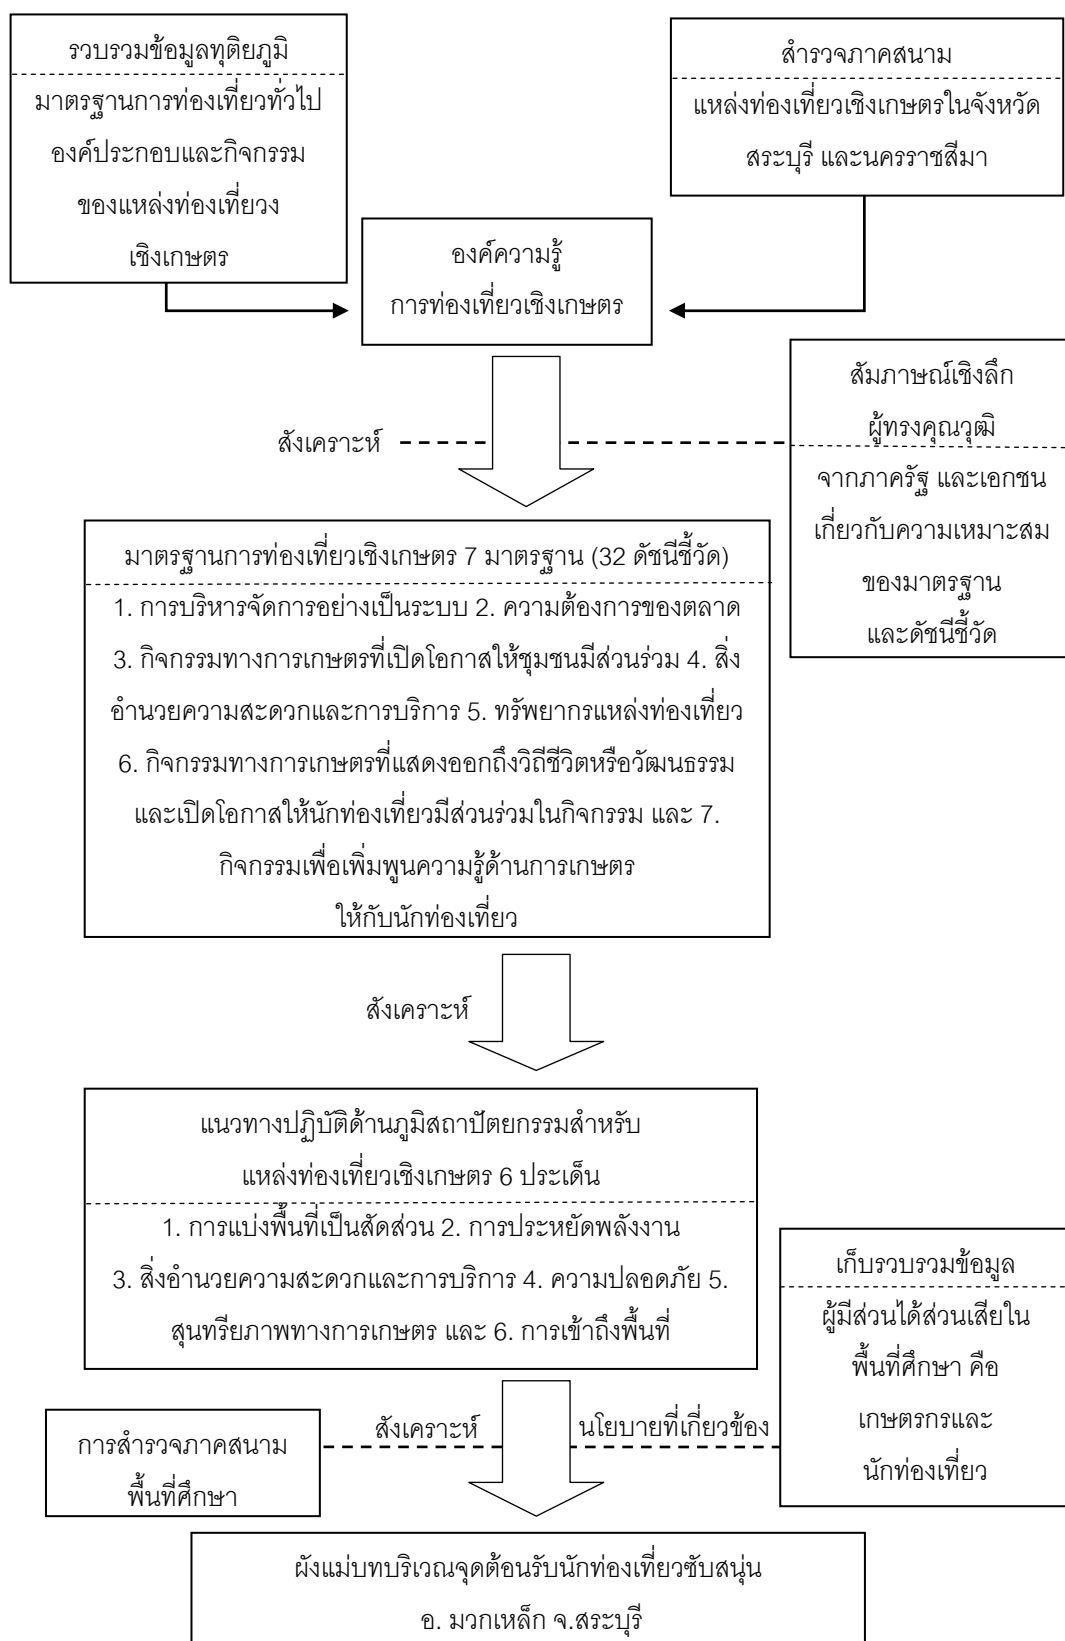 รวบรวมข้อมูลทุติยภูมิ
มาตรฐานการท่องเที่ยวทั่วไป
องค์ประกอบและกิจกรรม
ของแหล่งท่องเที่ยวง
เชิงเกษตร
สำรวจภาคสนาม
แหล่งท่องเที่ยวเชิงเกษตรในจังหวัด
สระบุรี และนครราชสีมา
องค์ความรู้
การท่องเที่ยวเชิงเกษตร
สังเคราะห์
สัมภาษณ์เชิงลึก
ผู้ทรงคุณวุฒิ
จากภาครัฐ และเอกชน
เกี่ยวกับความเหมาะสม
ของมาตรฐาน
และดัชนีชี้วัด
มาตรฐานการท่องเที่ยวเชิงเกษตร 7 มาตรฐาน (32 ดัชนีชี้วัด)
1. การบริหารจัดการอย่างเป็นระบบ 2. ความต้องการของตลาด
3. กิจกรรมทางการเกษตรที่เปิดโอกาสให้ชุมชนมีส่วนร่วม 4. สิ่ง
อำนวยความสะดวกและการบริการ 5. ทรัพยากรแหล่งท่องเที่ยว
6. กิจกรรมทางการเกษตรที่แสดงออกถึงวิถีชีวิตหรือวัฒนธรรม
และเปิดโอกาสให้นักท่องเที่ยวมีส่วนร่วมในกิจกรรม และ 7.
กิจกรรมเพื่อเพิ่มพูนความรู้ด้านการเกษตร
ให้กับนักท่องเที่ยว
สังเคราะห์
แนวทางปฏิบัติด้านภูมิสถาปัตยกรรมสำหรับ
แหล่งท่องเที่ยวเชิงเกษตร 6 ประเด็น
1. การแบ่งพื้นที่เป็นสัดส่วน 2. การประหยัดพลังงาน
3. สิ่งอำนวยความสะดวกและการบริการ 4. ความปลอดภัย 5.
สุนทรียภาพทางการเกษตร และ 6. การเข้าถึงพื้นที่
เก็บรวบรวมข้อมูล
ผู้มีส่วนได้ส่วนเสียใน
พื้นที่ศึกษา คือ
เกษตรกรและ
นักท่องเที่ยว
การสำรวจภาคสนาม
พื้นที่ศึกษา
สังเคราะห์
นโยบายที่เกี่ยวข้อง
ผังแม่บทบริเวณจุดต้อนรับนักท่องเที่ยวซับสนุ่น
อ. มวกเหล็ก จ.สระบุรี